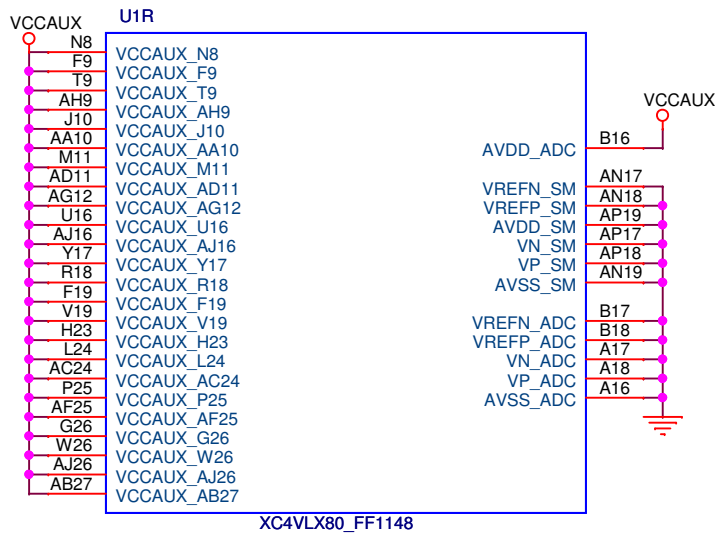 VCCAUX
U1R
N8 VCCAUX_N8
F9 VCCAUX_F9
T9 VCCAUX_T9
AH9 VCCAUX_AH9
J10 VCCAUX_J10
AA10 VCCAUX_AA10
M11 VCCAUX_M11
AD11 VCCAUX_AD11
AG12 VCCAUX_AG12
U16 VCCAUX_U16
AJ16 VCCAUX_AJ16
Y17 VCCAUX_Y17
R18 VCCAUX_R18
F19 VCCAUX_F19
V19 VCCAUX_V19
H23 VCCAUX_H23
L24 VCCAUX_L24
AC24 VCCAUX_AC24
P25 VCCAUX_P25
AF25 VCCAUX_AF25
G26 VCCAUX_G26
W26 VCCAUX_W26
AJ26 VCCAUX_AJ26
AB27 VCCAUX_AB27
VCCAUX
AVDD_ADC B16
VREFN_SM AN17
VREFP_SM AN18
AVDD_SM AP19
VN_SM AP17
VP_SM AP18
AVSS_SM AN19
VREFN_ADC B17
VREFP_ADC B18
VN_ADC A17
VP_ADC A18
AVSS_ADC A16
XC4VLX80_FF1148